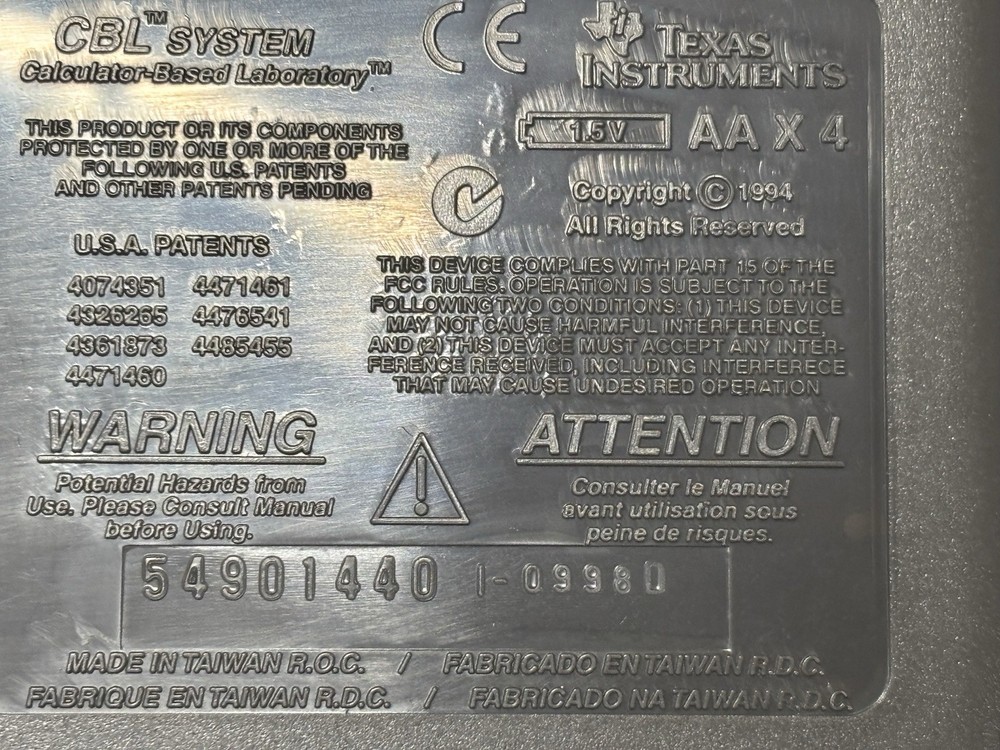 CBL™ SYSTEM
Calculator-Based Laboratory™
THIS PRODUCT OR ITS COMPONENTS
PROTECTED BY ONE OR MORE OF THE
FOLLOWING U.S. PATENTS
AND OTHER PATENTS PENDING
U.S.A. PATENTS
4074351 4471461
4326265 4476541
4361873 4485455
4471460
CE
TEXAS
INSTRUMENTS
1.5 V AA X 4
Copyright © 1994
All Rights Reserved
THIS DEVICE COMPLIES WITH PART 15 OF THE
FCC RULES. OPERATION IS SUBJECT TO THE
FOLLOWING TWO CONDITIONS: (1) THIS DEVICE
MAY NOT CAUSE HARMFUL INTERFERENCE,
AND (2) THIS DEVICE MUST ACCEPT ANY INTER-
FERENCE RECEIVED, INCLUDING INTERFERECE
THAT MAY CAUSE UNDESIRED OPERATION
WARNING
Potential Hazards from
Use. Please Consult Manual
before Using.
ATTENTION
Consulter le Manuel
avant utilisation sous
peine de risques.
54901440 I-0998D
MADE IN TAIWAN R.O.C. / FABRICADO EN TAIWAN R.D.C.
FABRIQUE EN TAIWAN R.D.C. / FABRICADO NA TAIWAN R.D.C.